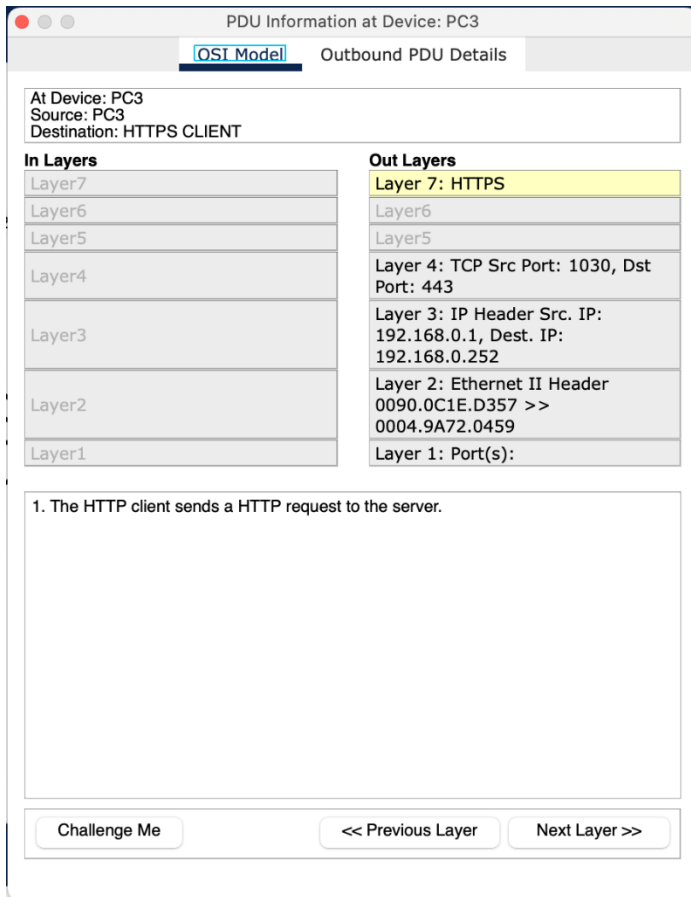 PDU Information at Device: PC3
OSI Model
Outbound PDU Details
At Device: PC3
Source: PC3
Destination: HTTPS CLIENT
In Layers
Layer7
Layer6
Layer5
Layer4
Layer3
Layer2
Layer1
Out Layers
Layer 7: HTTPS
Layer6
Layer5
Layer 4: TCP Src Port: 1030, Dst
Port: 443
Layer 3: IP Header Src. IP:
192.168.0.1, Dest. IP:
192.168.0.252
Layer 2: Ethernet II Header
0090.0C1E.D357 >>
0004.9A72.0459
Layer 1: Port(s):
1. The HTTP client sends a HTTP request to the server.
Challenge Me
<< Previous Layer
Next Layer >>